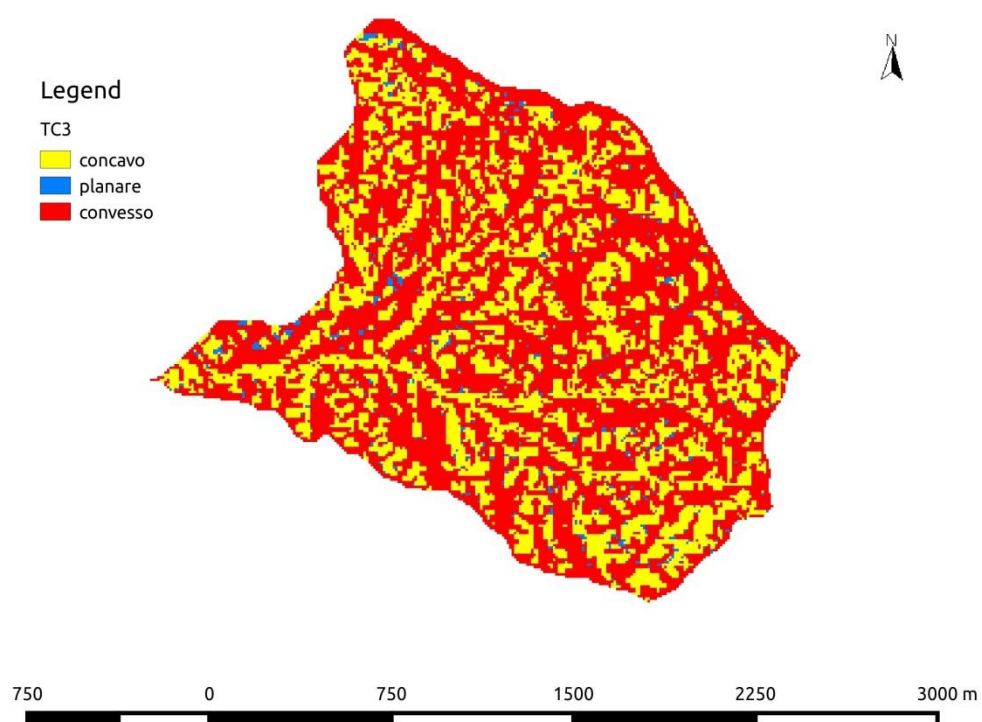 N
Legend
TC3
concavo
planare
convesso
750 0 750 1500 2250 3000 m